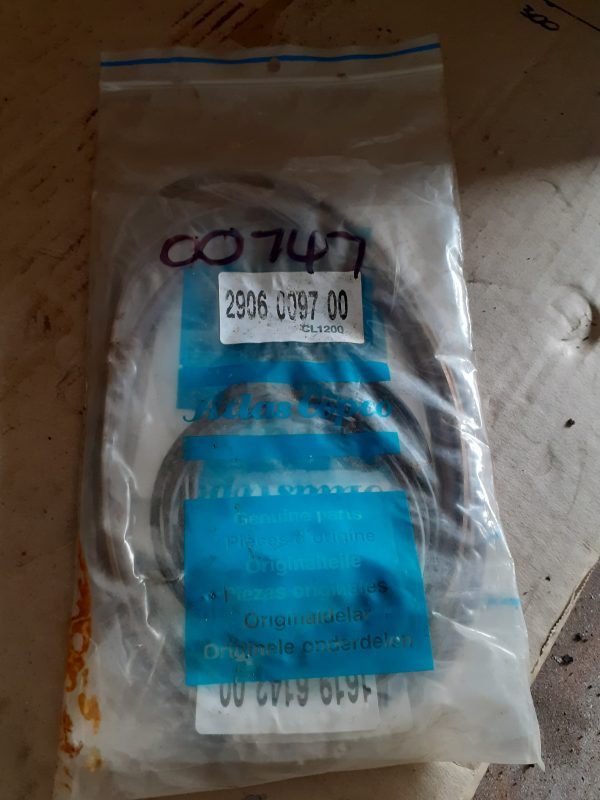 300
00747
2906 0097 00
CL1200
Atlas Copco
Genuine parts
Pièces d'origine
Originalteile
Piezas originales
Originaldelar
Originele onderdelen
1619 6142 00